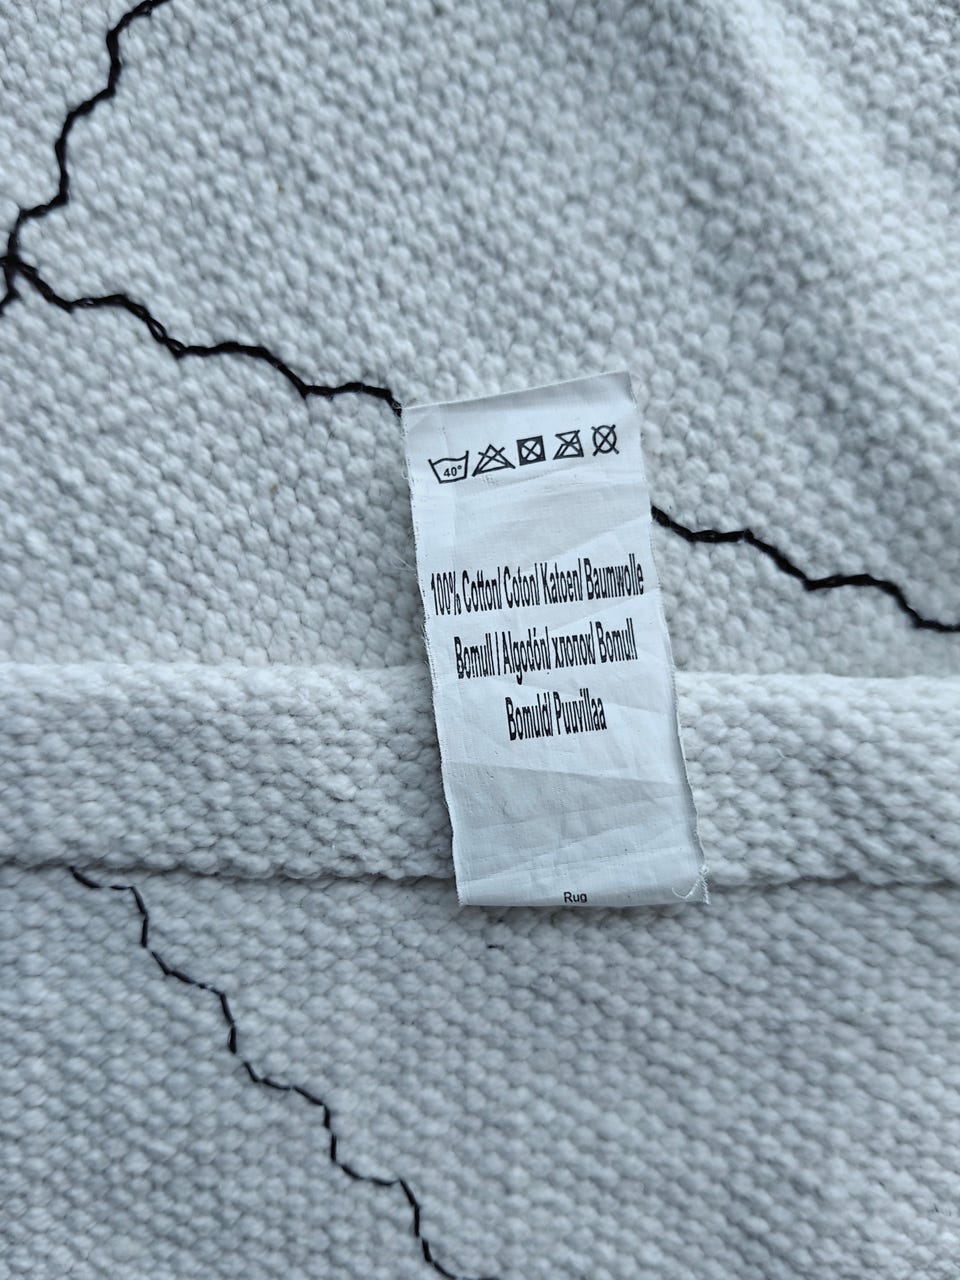 40°
100% Cotton/ Coton/ Katoen/ Baumwolle
Bomull / Algodón/ хлопок/ Bomull
Bomuld/ Puuvillaa
Rug